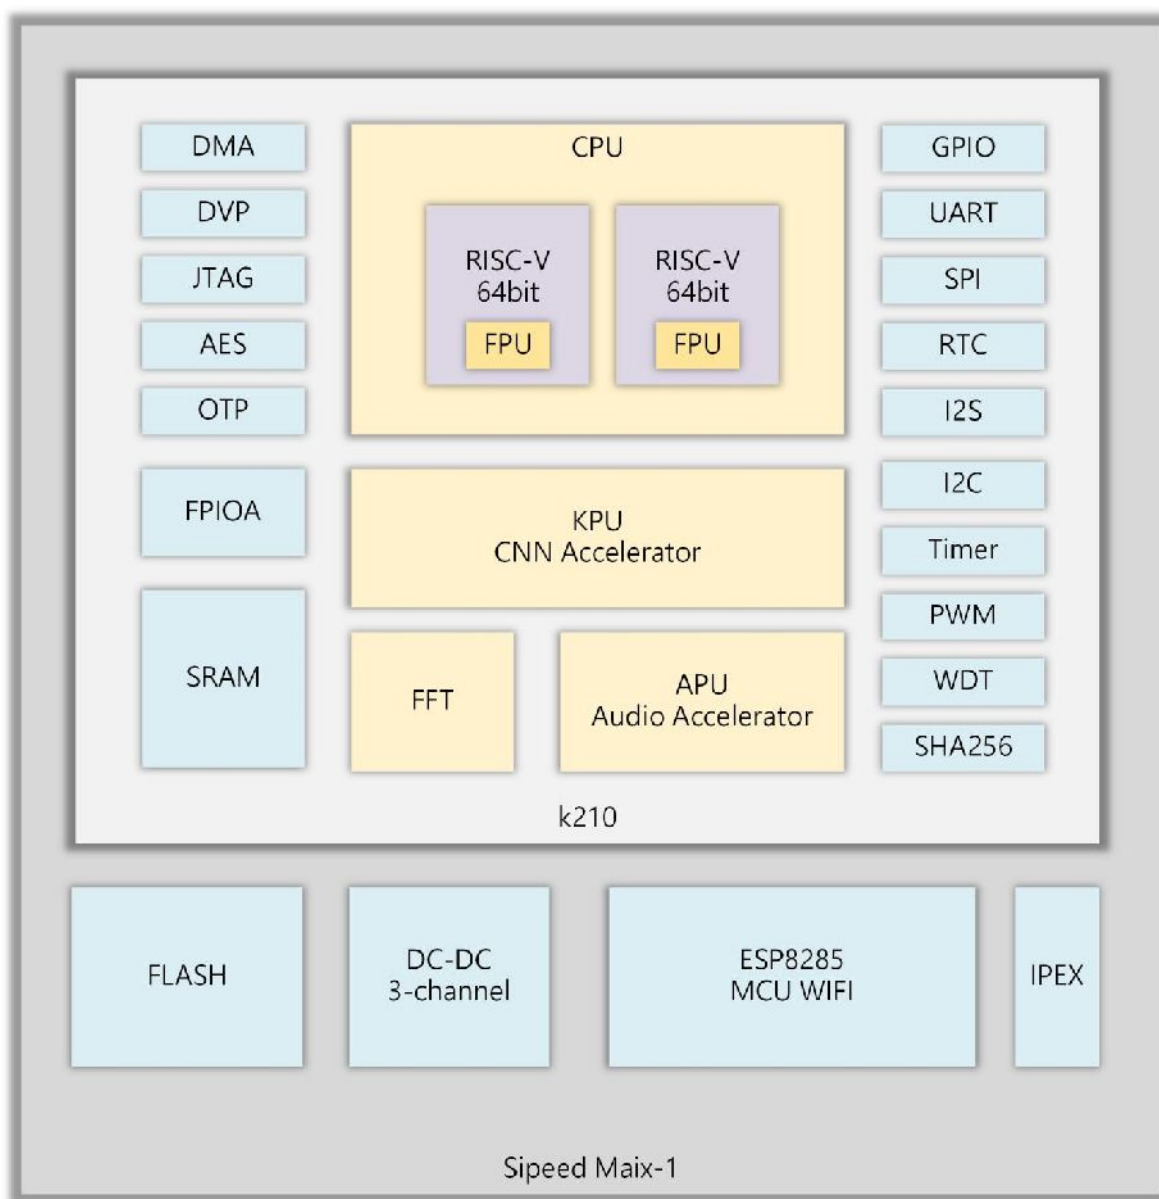 DMA
DVP
JTAG
AES
OTP
FPIOA
SRAM
CPU
RISC-V
64bit
FPU
RISC-V
64bit
FPU
KPU
CNN Accelerator
FFT
APU
Audio Accelerator
GPIO
UART
SPI
RTC
I2S
I2C
Timer
PWM
WDT
SHA256
k210
FLASH
DC-DC
3-channel
ESP8285
MCU WIFI
IPEX
Sipeed Maix-1